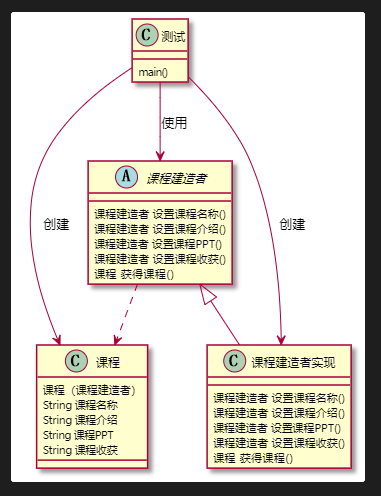 C 测试
main()
使用
创建
创建
A 课程建造者
课程建造者 设置课程名称()
课程建造者 设置课程介绍()
课程建造者 设置课程PPT()
课程建造者 设置课程收获()
课程 获得课程()
C 课程
课程（课程建造者）
String 课程名称
String 课程介绍
String 课程PPT
String 课程收获
C 课程建造者实现
课程建造者 设置课程名称()
课程建造者 设置课程介绍()
课程建造者 设置课程PPT()
课程建造者 设置课程收获()
课程 获得课程()